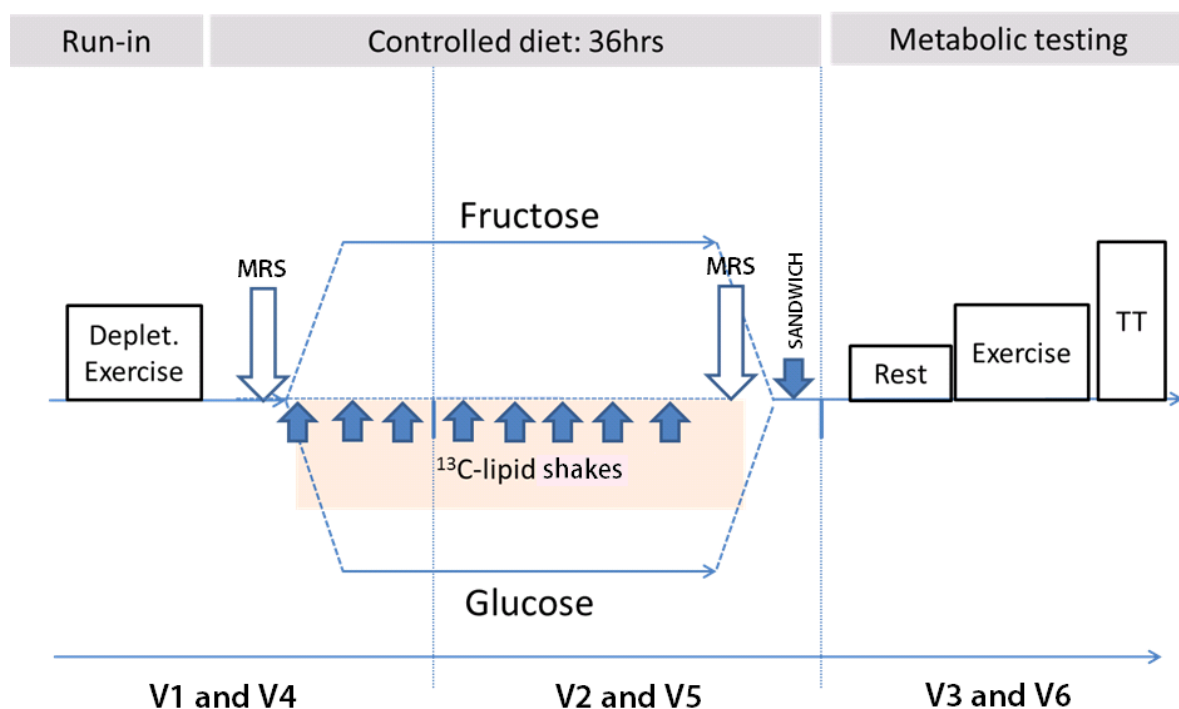 Run-in
Controlled diet: 36hrs
Metabolic testing
Fructose
MRS
MRS
SANDWICH
Deplet.
Exercise
Rest
Exercise
TT
¹³C-lipid shakes
Glucose
V1 and V4
V2 and V5
V3 and V6